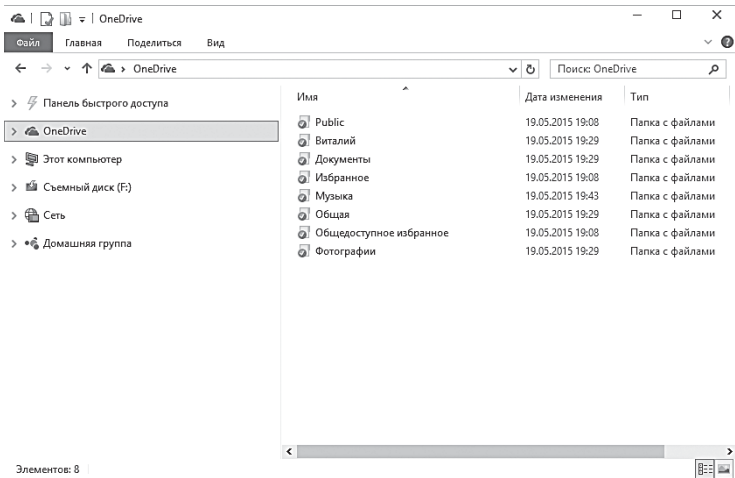 OneDrive
Файл Главная Поделиться Вид
OneDrive Поиск: OneDrive
Панель быстрого доступа
OneDrive
Этот компьютер
Съемный диск (F:)
Сеть
Домашняя группа
Имя Дата изменения Тип
Public 19.05.2015 19:08 Папка с файлами
Виталий 19.05.2015 19:29 Папка с файлами
Документы 19.05.2015 19:29 Папка с файлами
Избранное 19.05.2015 19:08 Папка с файлами
Музыка 19.05.2015 19:43 Папка с файлами
Общая 19.05.2015 19:29 Папка с файлами
Общедоступное избранное 19.05.2015 19:08 Папка с файлами
Фотографии 19.05.2015 19:29 Папка с файлами
Элементов: 8